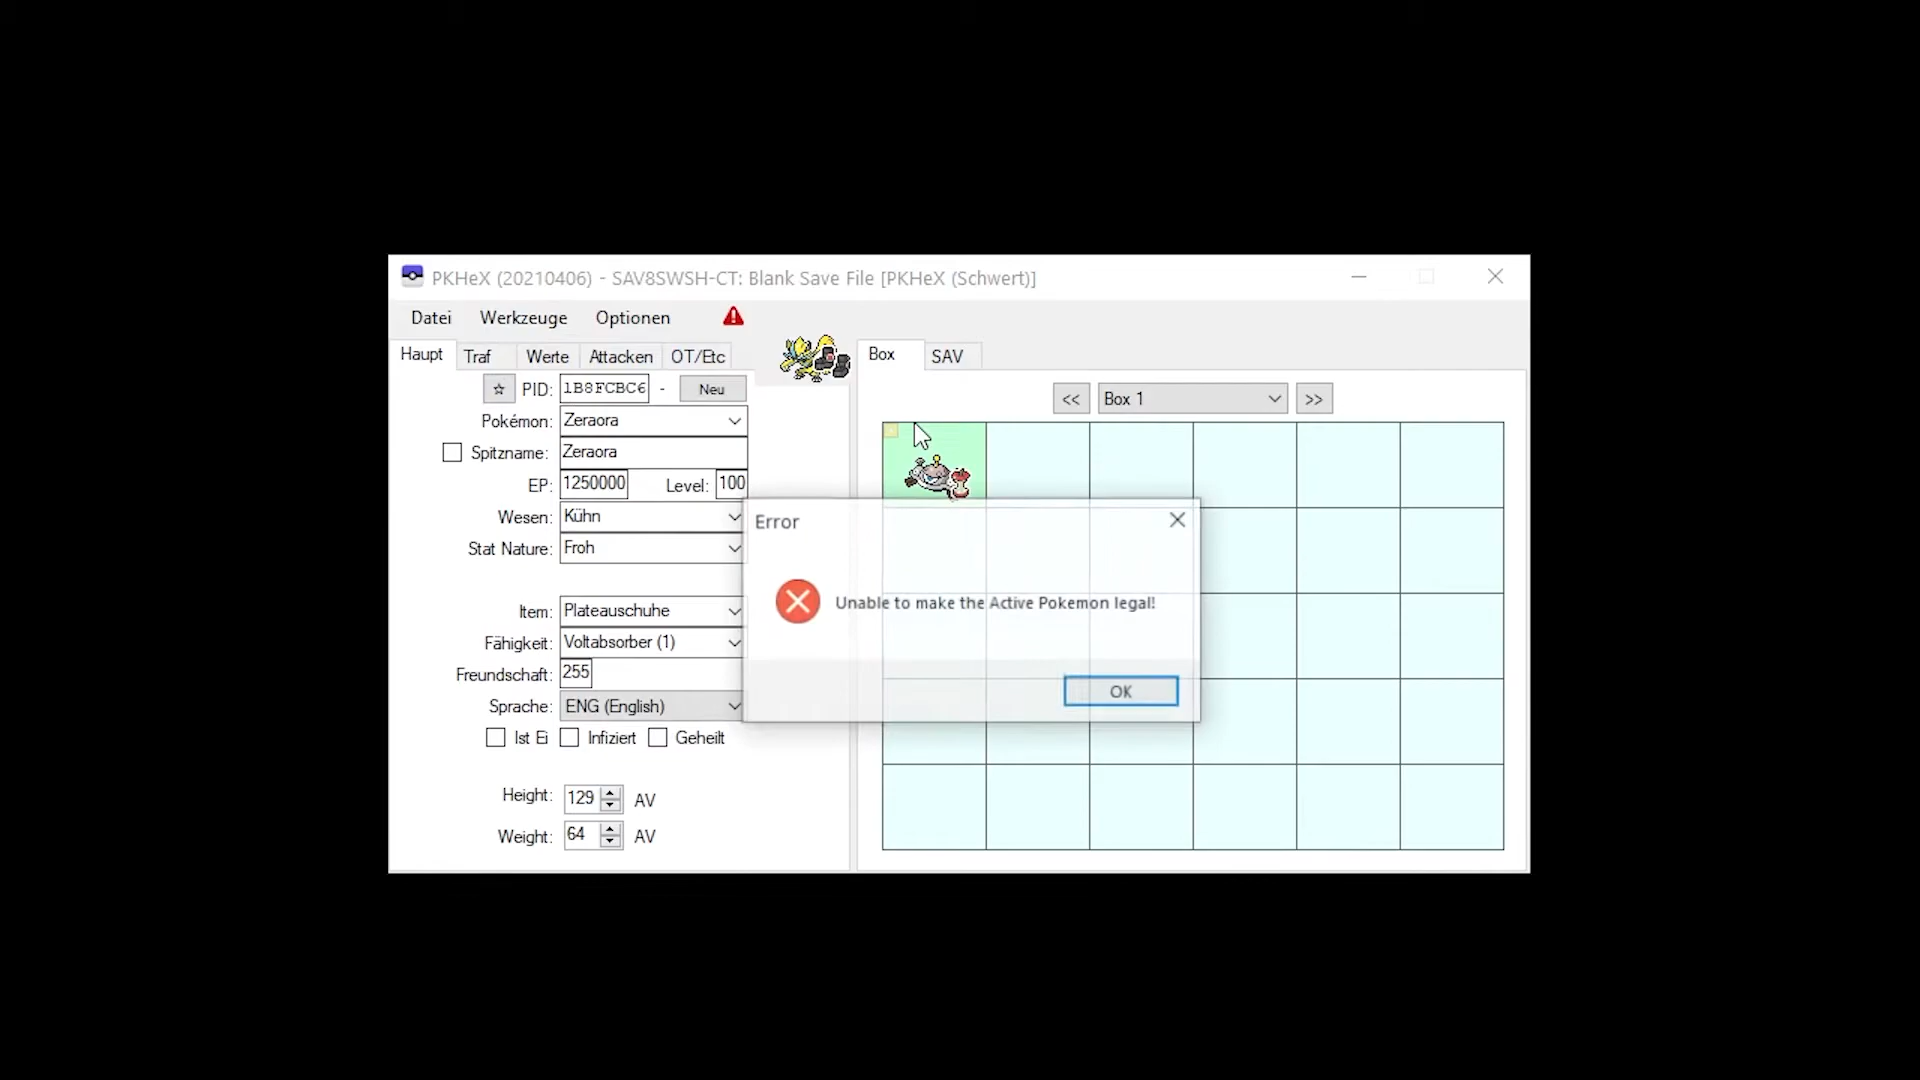 PKHeX (20210406) - SAV8SWSH-CT: Blank Save File [PKHeX (Schwert)]
Datei Werkzeuge Optionen
Haupt Traf Werte Attacken OT/Etc
PID: 1B8FCBC6 - Neu
Pokémon: Zeraora
Spitzname: Zeraora
EP: 1250000 Level: 100
Wesen: Kühn
Stat Nature: Froh
Item: Plateauschuhe
Fähigkeit: Voltabsorber (1)
Freundschaft: 255
Sprache: ENG (English)
Ist Ei Infiziert Geheilt
Height: 129 AV
Weight: 64 AV
Box SAV
<< Box 1 >>
Error
Unable to make the Active Pokemon legal!
OK